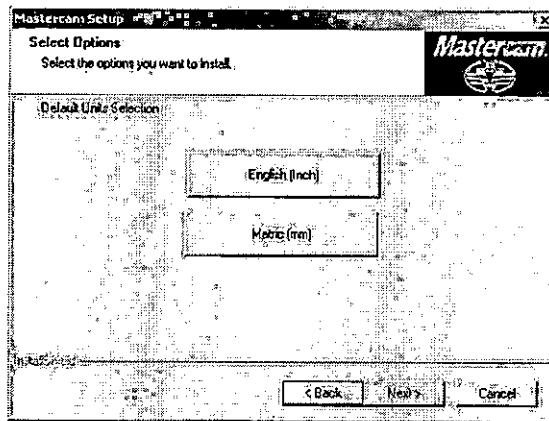 Mastercam Setup
Select Options
Select the options you want to install.
Mastercam.
Default Units Selection
English (Inch)
Metric (mm)
InstallShield
< Back
Next >
Cancel